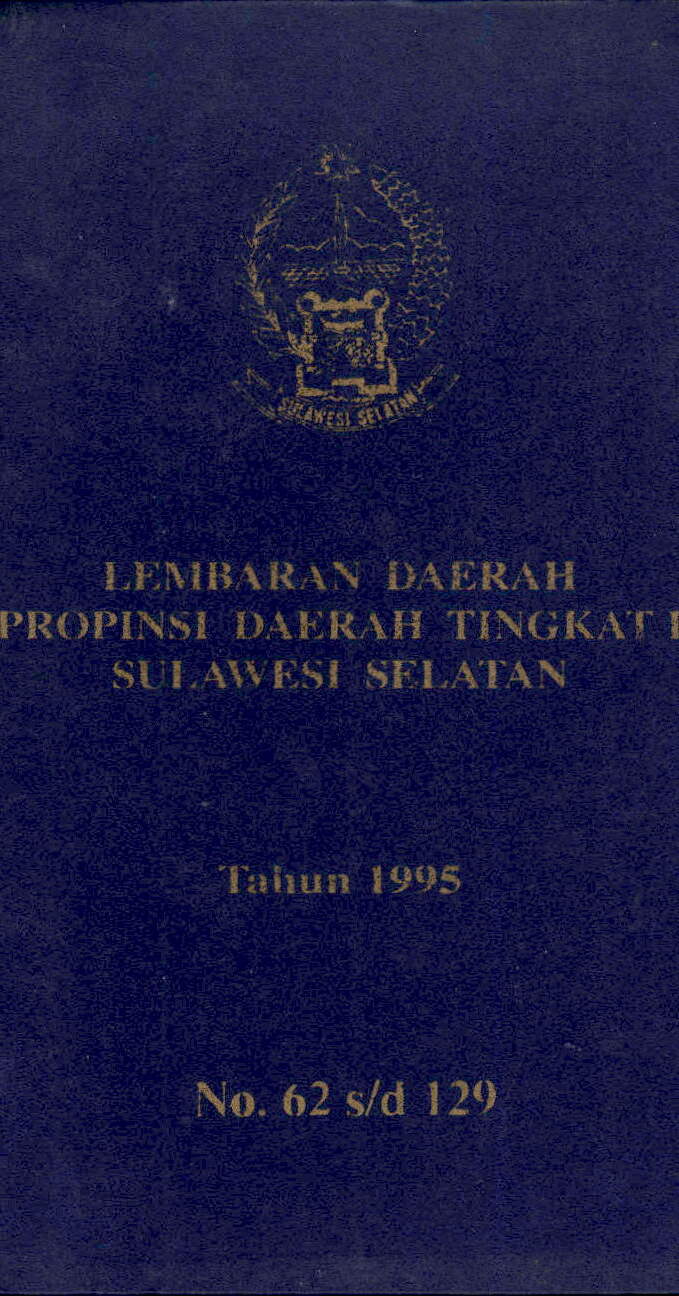 SULAWESI SELATAN
LEMBARAN DAERAH
PROPINSI DAERAH TINGKAT I
SULAWESI SELATAN
Tahun 1995
No. 62 s/d 129